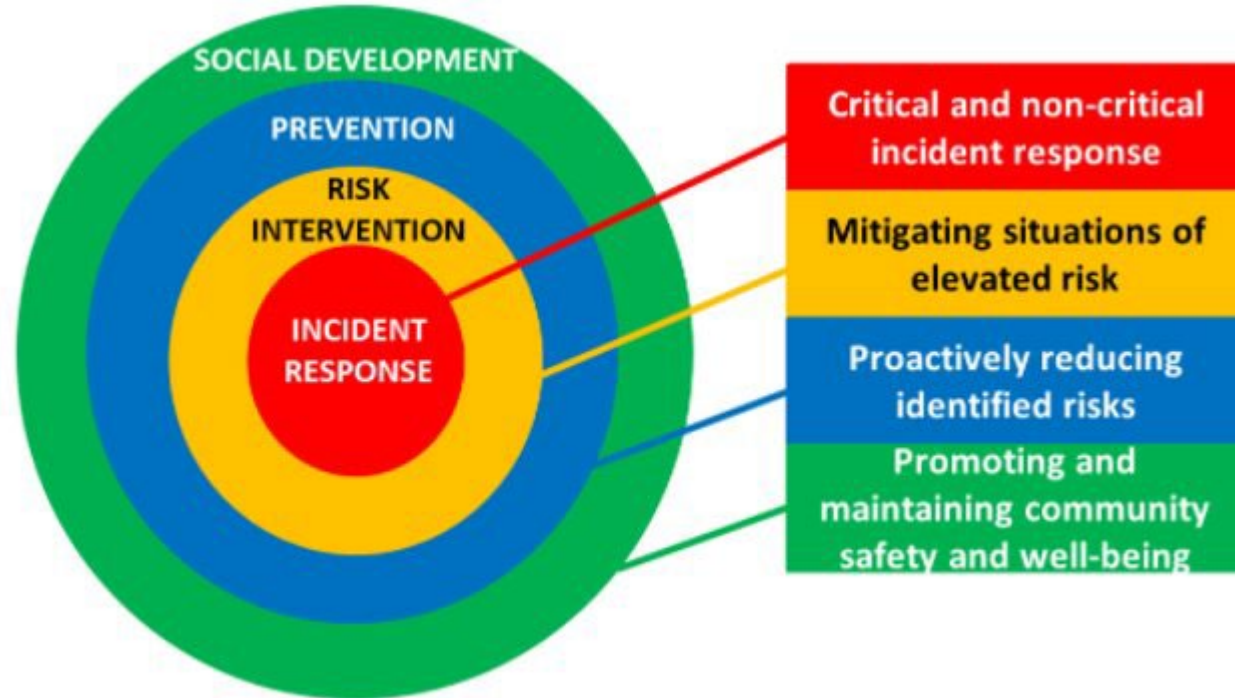 SOCIAL DEVELOPMENT
PREVENTION
RISK
INTERVENTION
INCIDENT
RESPONSE
Critical and non-critical
incident response
Mitigating situations of
elevated risk
Proactively reducing
identified risks
Promoting and
maintaining community
safety and well-being